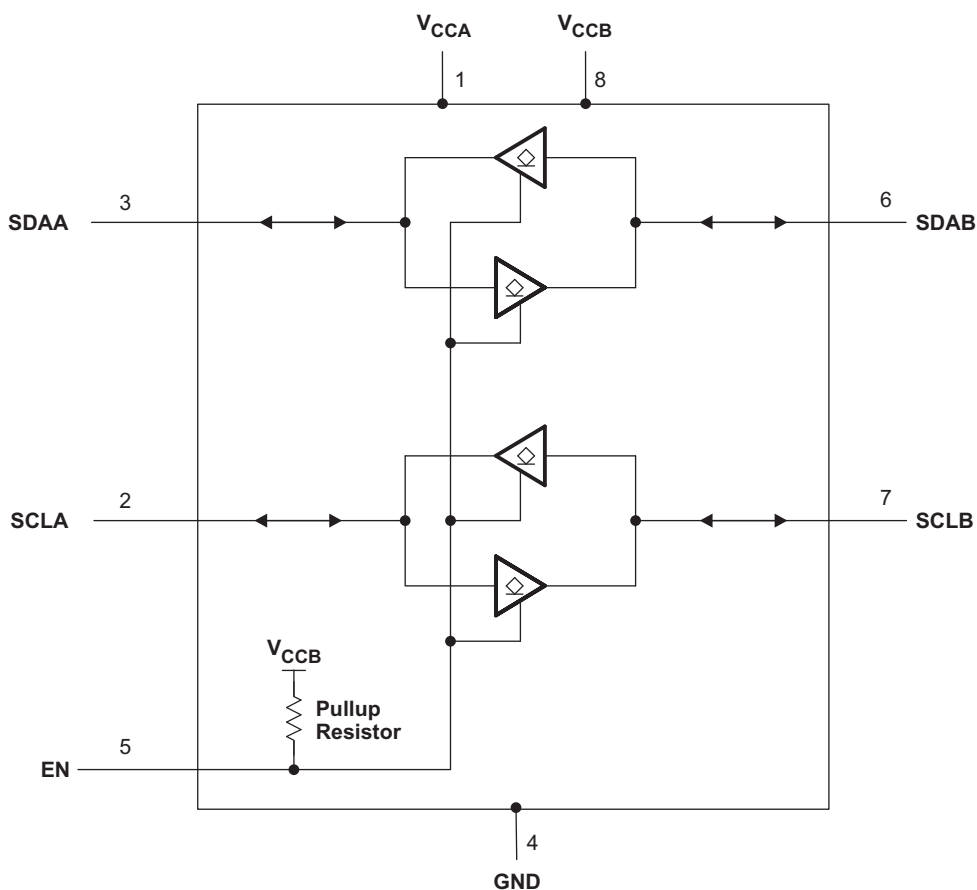 VCCA
VCCB
1
8
SDAA
3
6
SDAB
SCLA
2
7
SCLB
VCCB
Pullup
Resistor
EN
5
4
GND